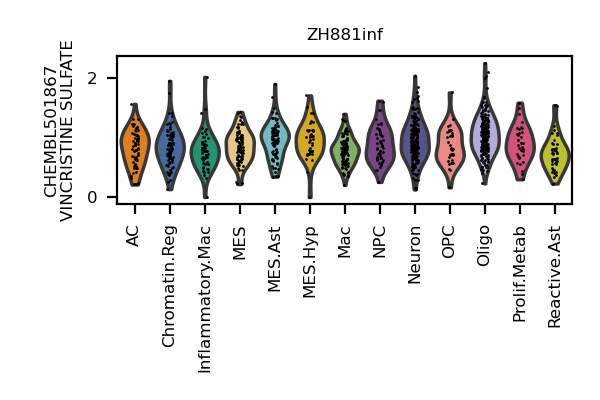 ZH881inf
CHEMBL501867
VINCRISTINE SULFATE
2
0
AC
Chromatin.Reg
Inflammatory.Mac
MES
MES.Ast
MES.Hyp
Mac
NPC
Neuron
OPC
Oligo
Prolif.Metab
Reactive.Ast